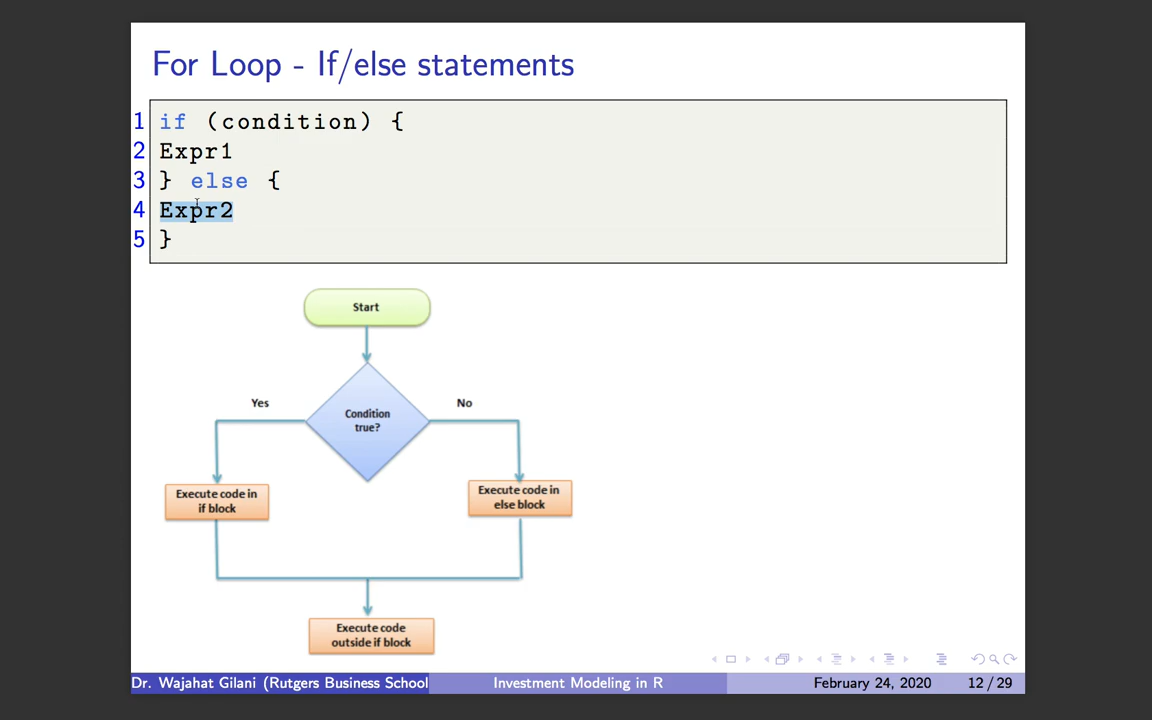 For Loop - If/else statements
1 if (condition) {
2 Expr1
3 } else {
4 Expr2
5 }
Start
Yes
No
Condition
true?
Execute code in
if block
Execute code in
else block
Execute code
outside if block
Dr. Wajahat Gilani (Rutgers Business School
Investment Modeling in R
February 24, 2020
12 / 29